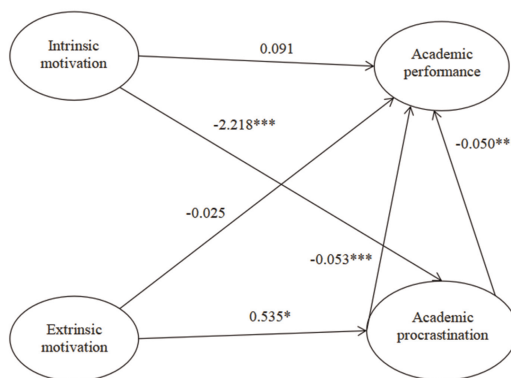 Intrinsic
motivation
0.091
Academic
performance
-2.218***
-0.050**
-0.025
-0.053***
Extrinsic
motivation
0.535*
Academic
procrastination